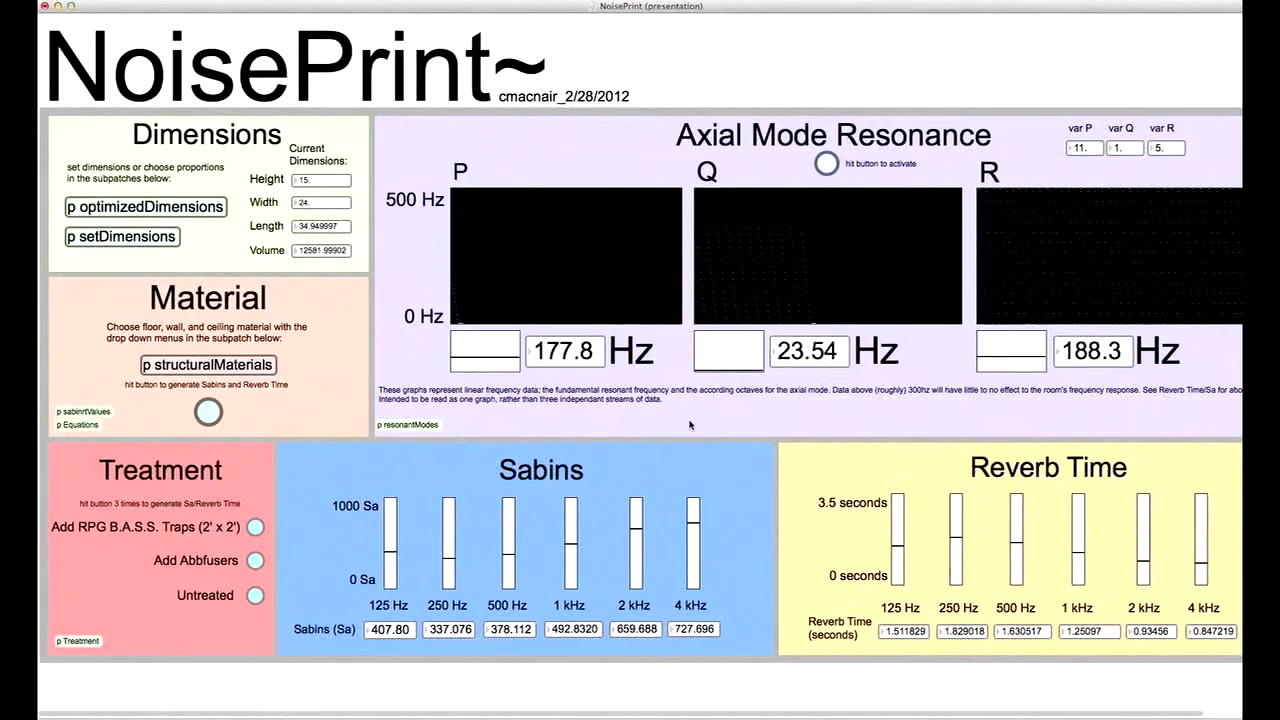 NoisePrint (presentation)
NoisePrint~
cmacnair_2/28/2012
Dimensions
set dimensions or choose proportions
in the subpatches below:
p optimizedDimensions
p setDimensions
Current
Dimensions:
Height 15.
Width 24.
Length 34.949997
Volume 12581.99902
Axial Mode Resonance
hit button to activate
var P var Q var R
11. 1. 5.
P Q R
500 Hz
0 Hz
177.8 Hz 23.54 Hz 188.3 Hz
These graphs represent linear frequency data; the fundamental resonant frequency and the according octaves for the axial mode. Data above (roughly) 300hz will have little to no effect to the room's frequency response. See Reverb Time/Sa for abo
Intended to be read as one graph, rather than three independant streams of data.
p resonantModes
Material
Choose floor, wall, and ceiling material with the
drop down menus in the subpatch below:
p structuralMaterials
hit button to generate Sabins and Reverb Time
p sabinrtValues
p Equations
Treatment
hit button 3 times to generate Sa/Reverb Time
Add RPG B.A.S.S. Traps (2' x 2')
Add Abbfusers
Untreated
p Treatment
Sabins
1000 Sa
0 Sa
125 Hz 250 Hz 500 Hz 1 kHz 2 kHz 4 kHz
Sabins (Sa) 407.80 337.076 378.112 492.8320 659.688 727.696
Reverb Time
3.5 seconds
0 seconds
125 Hz 250 Hz 500 Hz 1 kHz 2 kHz 4 kHz
Reverb Time
(seconds)
1.511829 1.829018 1.630517 1.25097 0.93456 0.847219